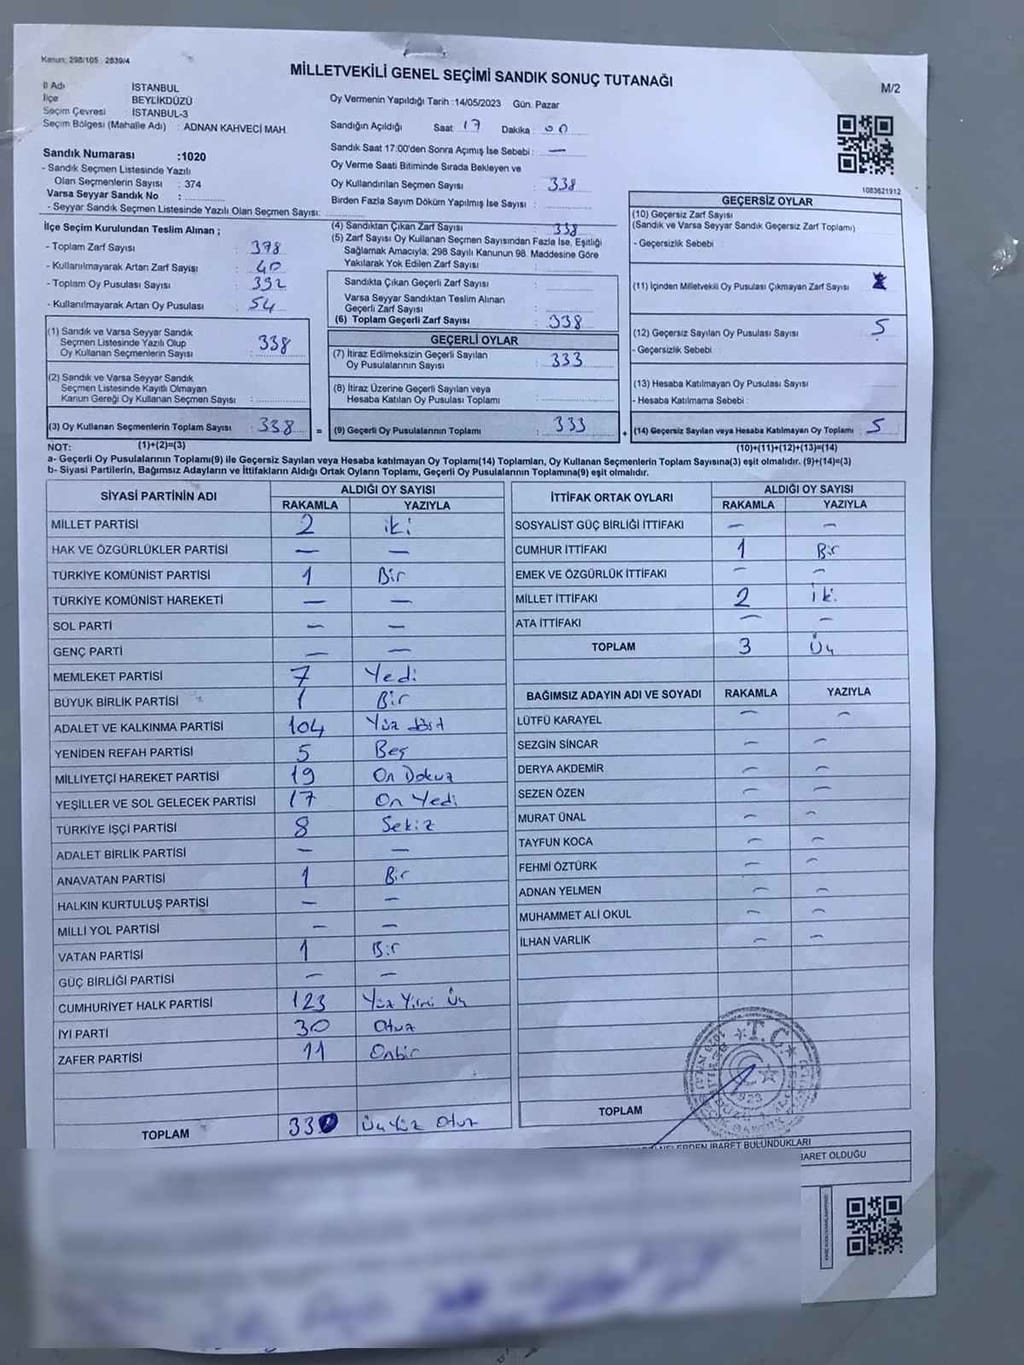 Kanun: 298/105 2839/4
MİLLETVEKİLİ GENEL SEÇİMİ SANDIK SONUÇ TUTANAĞI
M/2
İl Adı İSTANBUL
İlçe BEYLİKDÜZÜ
Seçim Çevresi İSTANBUL-3
Seçim Bölgesi (Mahalle Adı) : ADNAN KAHVECİ MAH.
Oy Vermenin Yapıldığı Tarih :14/05/2023 Gün: Pazar
Sandığın Açıldığı Saat 17 Dakika : 00
Sandık Saat 17:00'den Sonra Açımış İse Sebebi : —
Oy Verme Saati Bitiminde Sırada Bekleyen ve
Oy Kullandırılan Seçmen Sayısı : 338
Birden Fazla Sayım Döküm Yapılmış İse Sayısı :
Sandık Numarası :1020
- Sandık Seçmen Listesinde Yazılı
Olan Seçmenlerin Sayısı : 374
Varsa Seyyar Sandık No :
- Seyyar Sandık Seçmen Listesinde Yazılı Olan Seçmen Sayısı:
1083621912
İlçe Seçim Kurulundan Teslim Alınan ;
- Toplam Zarf Sayısı : 378
- Kullanılmayarak Artan Zarf Sayısı : 40
- Toplam Oy Pusulası Sayısı : 392
- Kullanılmayarak Artan Oy Pusulası : 54
(1) Sandık ve Varsa Seyyar Sandık
Seçmen Listesinde Yazılı Olup
Oy Kullanan Seçmenlerin Sayısı : 338
(2) Sandık ve Varsa Seyyar Sandık
Seçmen Listesinde Kayıtlı Olmayan
Kanun Gereği Oy Kullanan Seçmen Sayısı :
(3) Oy Kullanan Seçmenlerin Toplam Sayısı : 338 =
(4) Sandıktan Çıkan Zarf Sayısı : 338
(5) Zarf Sayısı Oy Kullanan Seçmen Sayısından Fazla İse, Eşitliği
Sağlamak Amacıyla; 298 Sayılı Kanunun 98. Maddesine Göre
Yakılarak Yok Edilen Zarf Sayısı :
Sandıkta Çıkan Geçerli Zarf Sayısı :
Varsa Seyyar Sandıktan Teslim Alınan
Geçerli Zarf Sayısı :
(6) Toplam Geçerli Zarf Sayısı : 338
GEÇERLİ OYLAR
(7) İtiraz Edilmeksizin Geçerli Sayılan
Oy Pusulalarının Sayısı : 333
(8) İtiraz Üzerine Geçerli Sayılan veya
Hesaba Katılan Oy Pusulası Toplamı :
(9) Geçerli Oy Pusulalarının Toplamı : 333 +
GEÇERSİZ OYLAR
(10) Geçersiz Zarf Sayısı
(Sandık ve Varsa Seyyar Sandık Geçersiz Zarf Toplamı)
- Geçersizlik Sebebi :
(11) İçinden Milletvekili Oy Pusulası Çıkmayan Zarf Sayısı :
(12) Geçersiz Sayılan Oy Pusulası Sayısı : 5
- Geçersizlik Sebebi :
(13) Hesaba Katılmayan Oy Pusulası Sayısı :
- Hesaba Katılmama Sebebi :
(14) Geçersiz Sayılan veya Hesaba Katılmayan Oy Toplamı : 5
NOT: (1)+(2)=(3) (10)+(11)+(12)+(13)=(14)
a- Geçerli Oy Pusulalarının Toplamı(9) ile Geçersiz Sayılan veya Hesaba Katılmayan Oy Toplamı(14) Toplamları, Oy Kullanan Seçmenlerin Toplam Sayısına(3) eşit olmalıdır. (9)+(14)=(3)
b- Siyasi Partilerin, Bağımsız Adayların ve İttifakların Aldığı Ortak Oyların Toplamı, Geçerli Oy Pusulalarının Toplamına(9) eşit olmalıdır.
SİYASİ PARTİNİN ADI ALDIĞI OY SAYISI
RAKAMLA YAZIYLA
MİLLET PARTİSİ 2 iki
HAK VE ÖZGÜRLÜKLER PARTİSİ — —
TÜRKİYE KOMÜNİST PARTİSİ 1 Bir
TÜRKİYE KOMÜNİST HAREKETİ — —
SOL PARTİ — —
GENÇ PARTİ — —
MEMLEKET PARTİSİ 7 Yedi
BÜYÜK BİRLİK PARTİSİ 1 Bir
ADALET VE KALKINMA PARTİSİ 104 Yüz dört
YENİDEN REFAH PARTİSİ 5 Beş
MİLLİYETÇİ HAREKET PARTİSİ 19 On Dokuz
YEŞİLLER VE SOL GELECEK PARTİSİ 17 On Yedi
TÜRKİYE İŞÇİ PARTİSİ 8 Sekiz
ADALET BİRLİK PARTİSİ — —
ANAVATAN PARTİSİ 1 Bir
HALKIN KURTULUŞ PARTİSİ — —
MİLLİ YOL PARTİSİ — —
VATAN PARTİSİ 1 Bir
GÜÇ BİRLİĞİ PARTİSİ — —
CUMHURİYET HALK PARTİSİ 123 Yüz Yirmi Üç
İYİ PARTİ 30 Otuz
ZAFER PARTİSİ 11 Onbir
TOPLAM 330 Üç Yüz Otuz
İTTİFAK ORTAK OYLARI ALDIĞI OY SAYISI
RAKAMLA YAZIYLA
SOSYALİST GÜÇ BİRLİĞİ İTTİFAKI — —
CUMHUR İTTİFAKI 1 Bir
EMEK VE ÖZGÜRLÜK İTTİFAKI — —
MİLLET İTTİFAKI 2 iki
ATA İTTİFAKI — —
TOPLAM 3 Üç
BAĞIMSIZ ADAYIN ADI VE SOYADI RAKAMLA YAZIYLA
LÜTFÜ KARAYEL — —
SEZGİN SİNCAR — —
DERYA AKDEMİR — —
SEZEN ÖZEN — —
MURAT ÜNAL — —
TAYFUN KOCA — —
FEHMİ ÖZTÜRK — —
ADNAN YELMEN — —
MUHAMMET ALİ OKUL — —
İLHAN VARLIK — —
T.C.
TOPLAM
İBARET BULUNDUKLARI
İBARET OLDUĞU